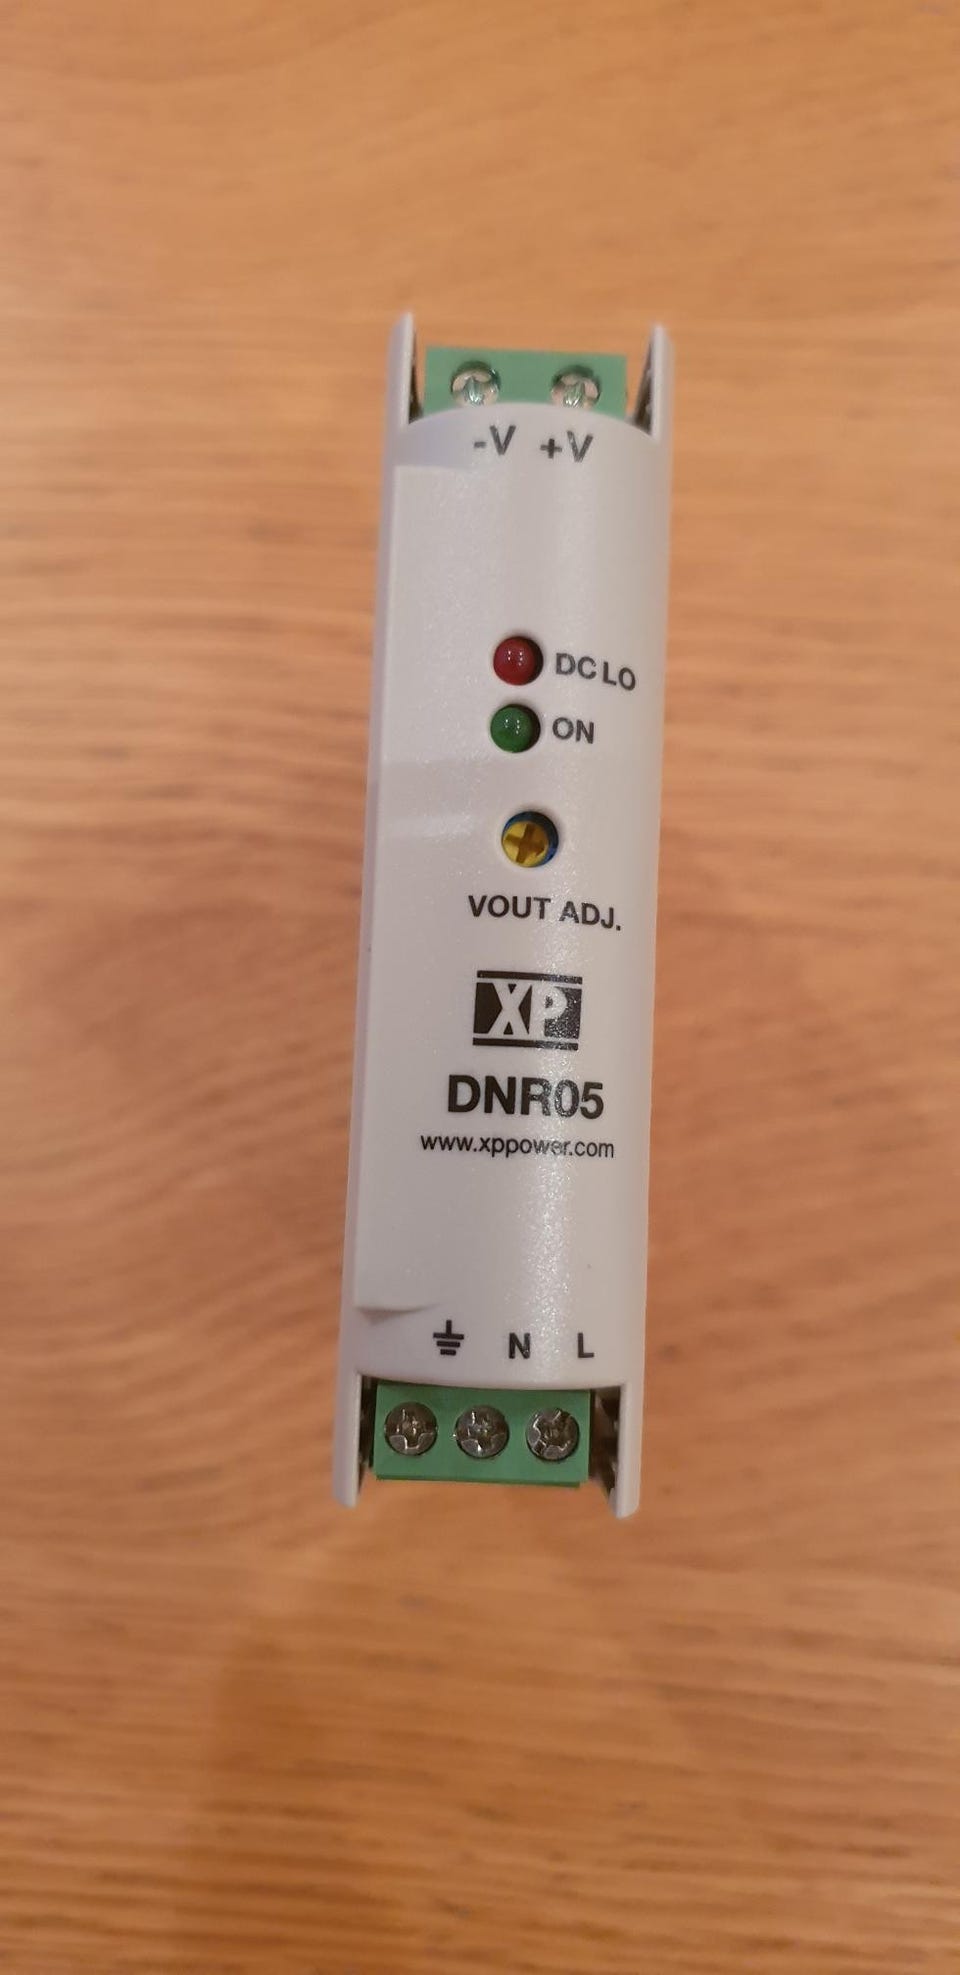 -V +V
DC LO
ON
VOUT ADJ.
XP
DNR05
www.xppower.com
N L